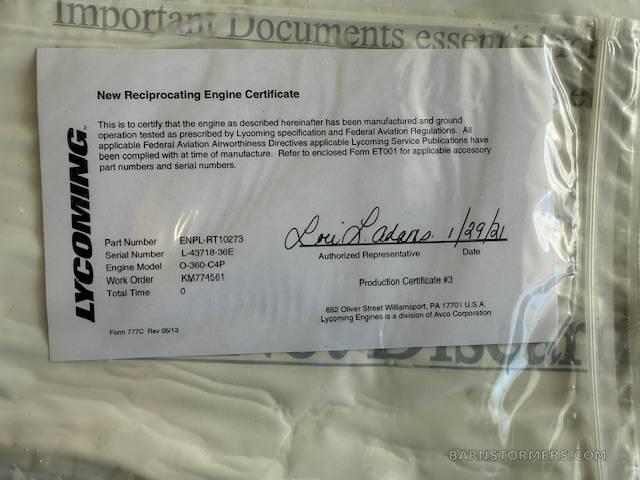 Important Documents essential
New Reciprocating Engine Certificate
This is to certify that the engine as described hereinafter has been manufactured and ground
operation tested as prescribed by Lycoming specification and Federal Aviation Regulations. All
applicable Federal Aviation Airworthiness Directives applicable Lycoming Service Publications have
been complied with at time of manufacture. Refer to enclosed Form ET001 for applicable accessory
part numbers and serial numbers.
LYCOMING
Part Number ENPL-RT10273
Serial Number L-43718-36E
Engine Model O-360-C4P
Work Order KM774561
Total Time 0
Lori L. Adams 1/29/21
Authorized Representative Date
Production Certificate #3
652 Oliver Street Williamsport, PA 17701 U.S.A.
Lycoming Engines is a division of Avco Corporation
Form 777C Rev 05/13
Not Discar
BARNSTORMERS.COM